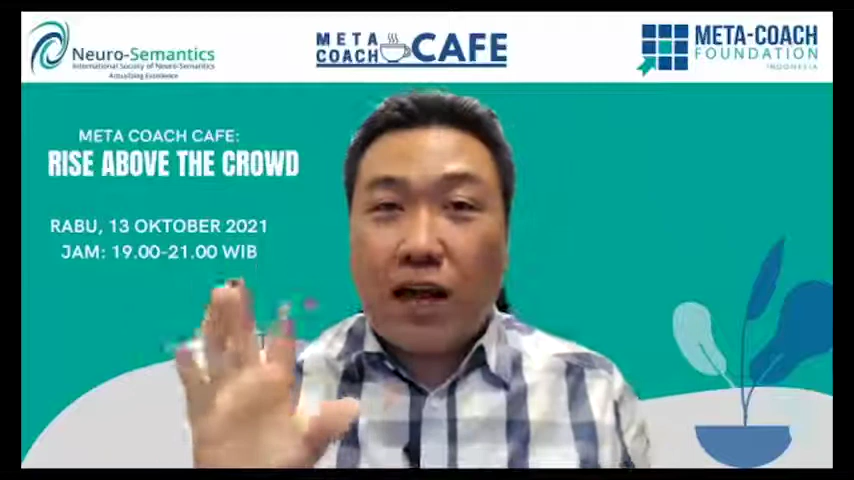 Neuro-Semantics
International Society of Neuro-Semantics
Actualizing Excellence
META
COACH
CAFE
META-COACH
FOUNDATION
INDONESIA
META COACH CAFE:
RISE ABOVE THE CROWD
RABU, 13 OKTOBER 2021
JAM: 19.00-21.00 WIB